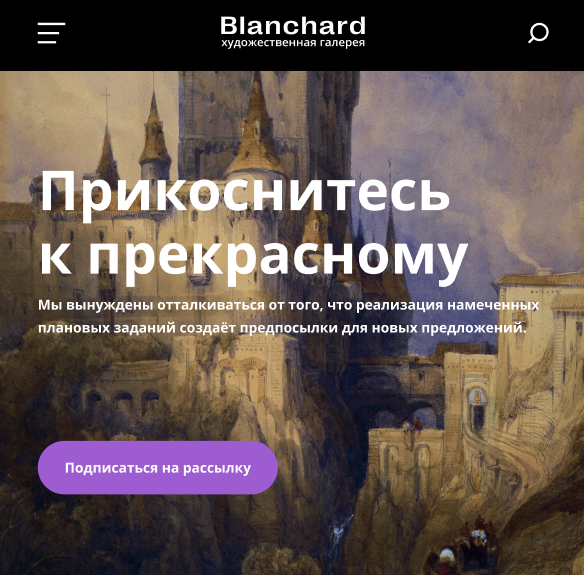 Blanchard
художественная галерея
Прикоснитесь
к прекрасному
Мы вынуждены отталкиваться от того, что реализация намеченных
плановых заданий создаёт предпосылки для новых предложений.
Подписаться на рассылку